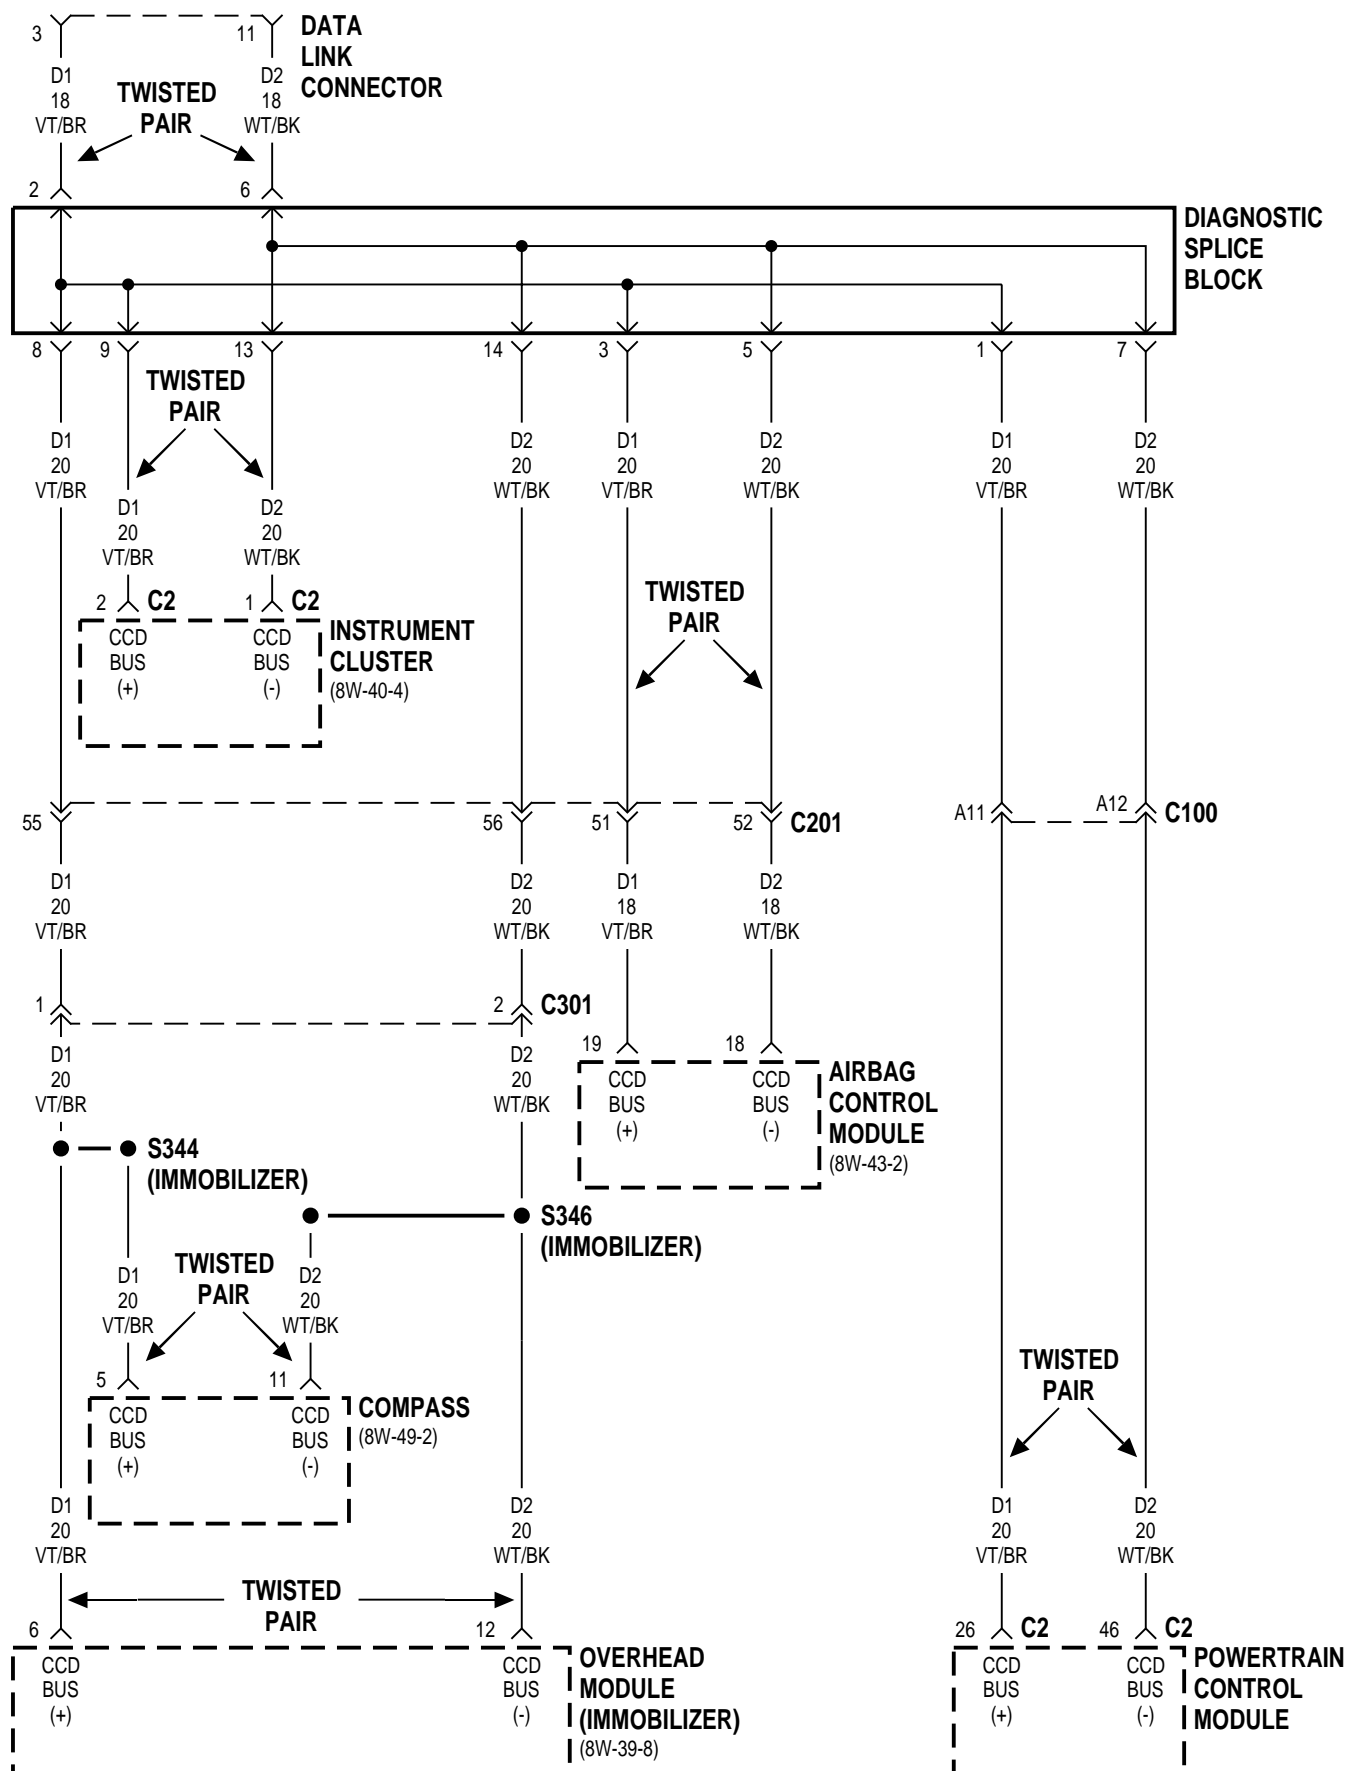 3
11
DATA
LINK
CONNECTOR
D1
18
VT/BR
D2
18
WT/BK
TWISTED
PAIR
2
6
DIAGNOSTIC
SPLICE
BLOCK
8
9
13
14
3
5
1
7
TWISTED
PAIR
D1
20
VT/BR
D2
20
WT/BK
D1
20
VT/BR
D2
20
WT/BK
D1
20
VT/BR
D2
20
WT/BK
D1
20
VT/BR
D2
20
WT/BK
2
C2
1
C2
CCD
BUS
(+)
CCD
BUS
(-)
INSTRUMENT
CLUSTER
(8W-40-4)
TWISTED
PAIR
55
56
51
52
C201
A11
A12
C100
D1
20
VT/BR
D2
20
WT/BK
D1
18
VT/BR
D2
18
WT/BK
1
2
C301
D1
20
VT/BR
D2
20
WT/BK
19
18
CCD
BUS
(+)
CCD
BUS
(-)
AIRBAG
CONTROL
MODULE
(8W-43-2)
S344
(IMMOBILIZER)
S346
(IMMOBILIZER)
TWISTED
PAIR
D1
20
VT/BR
D2
20
WT/BK
5
11
CCD
BUS
(+)
CCD
BUS
(-)
COMPASS
(8W-49-2)
TWISTED
PAIR
D1
20
VT/BR
D2
20
WT/BK
D1
20
VT/BR
D2
20
WT/BK
TWISTED
PAIR
6
12
26
C2
46
C2
CCD
BUS
(+)
CCD
BUS
(-)
OVERHEAD
MODULE
(IMMOBILIZER)
(8W-39-8)
CCD
BUS
(+)
CCD
BUS
(-)
POWERTRAIN
CONTROL
MODULE